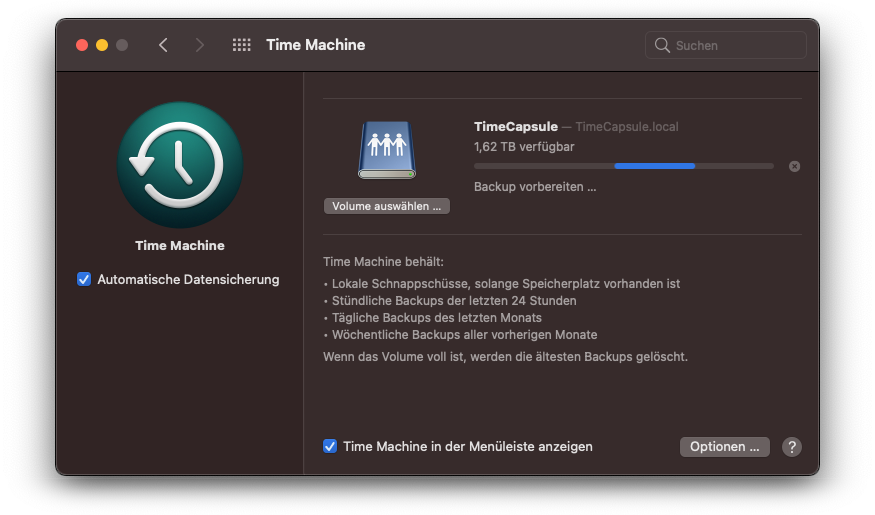 Time Machine
Suchen
Time Machine
Automatische Datensicherung
TimeCapsule — TimeCapsule.local
1,62 TB verfügbar
Backup vorbereiten ...
Volume auswählen ...
Time Machine behält:
• Lokale Schnappschüsse, solange Speicherplatz vorhanden ist
• Stündliche Backups der letzten 24 Stunden
• Tägliche Backups des letzten Monats
• Wöchentliche Backups aller vorherigen Monate
Wenn das Volume voll ist, werden die ältesten Backups gelöscht.
Time Machine in der Menüleiste anzeigen
Optionen ...
?